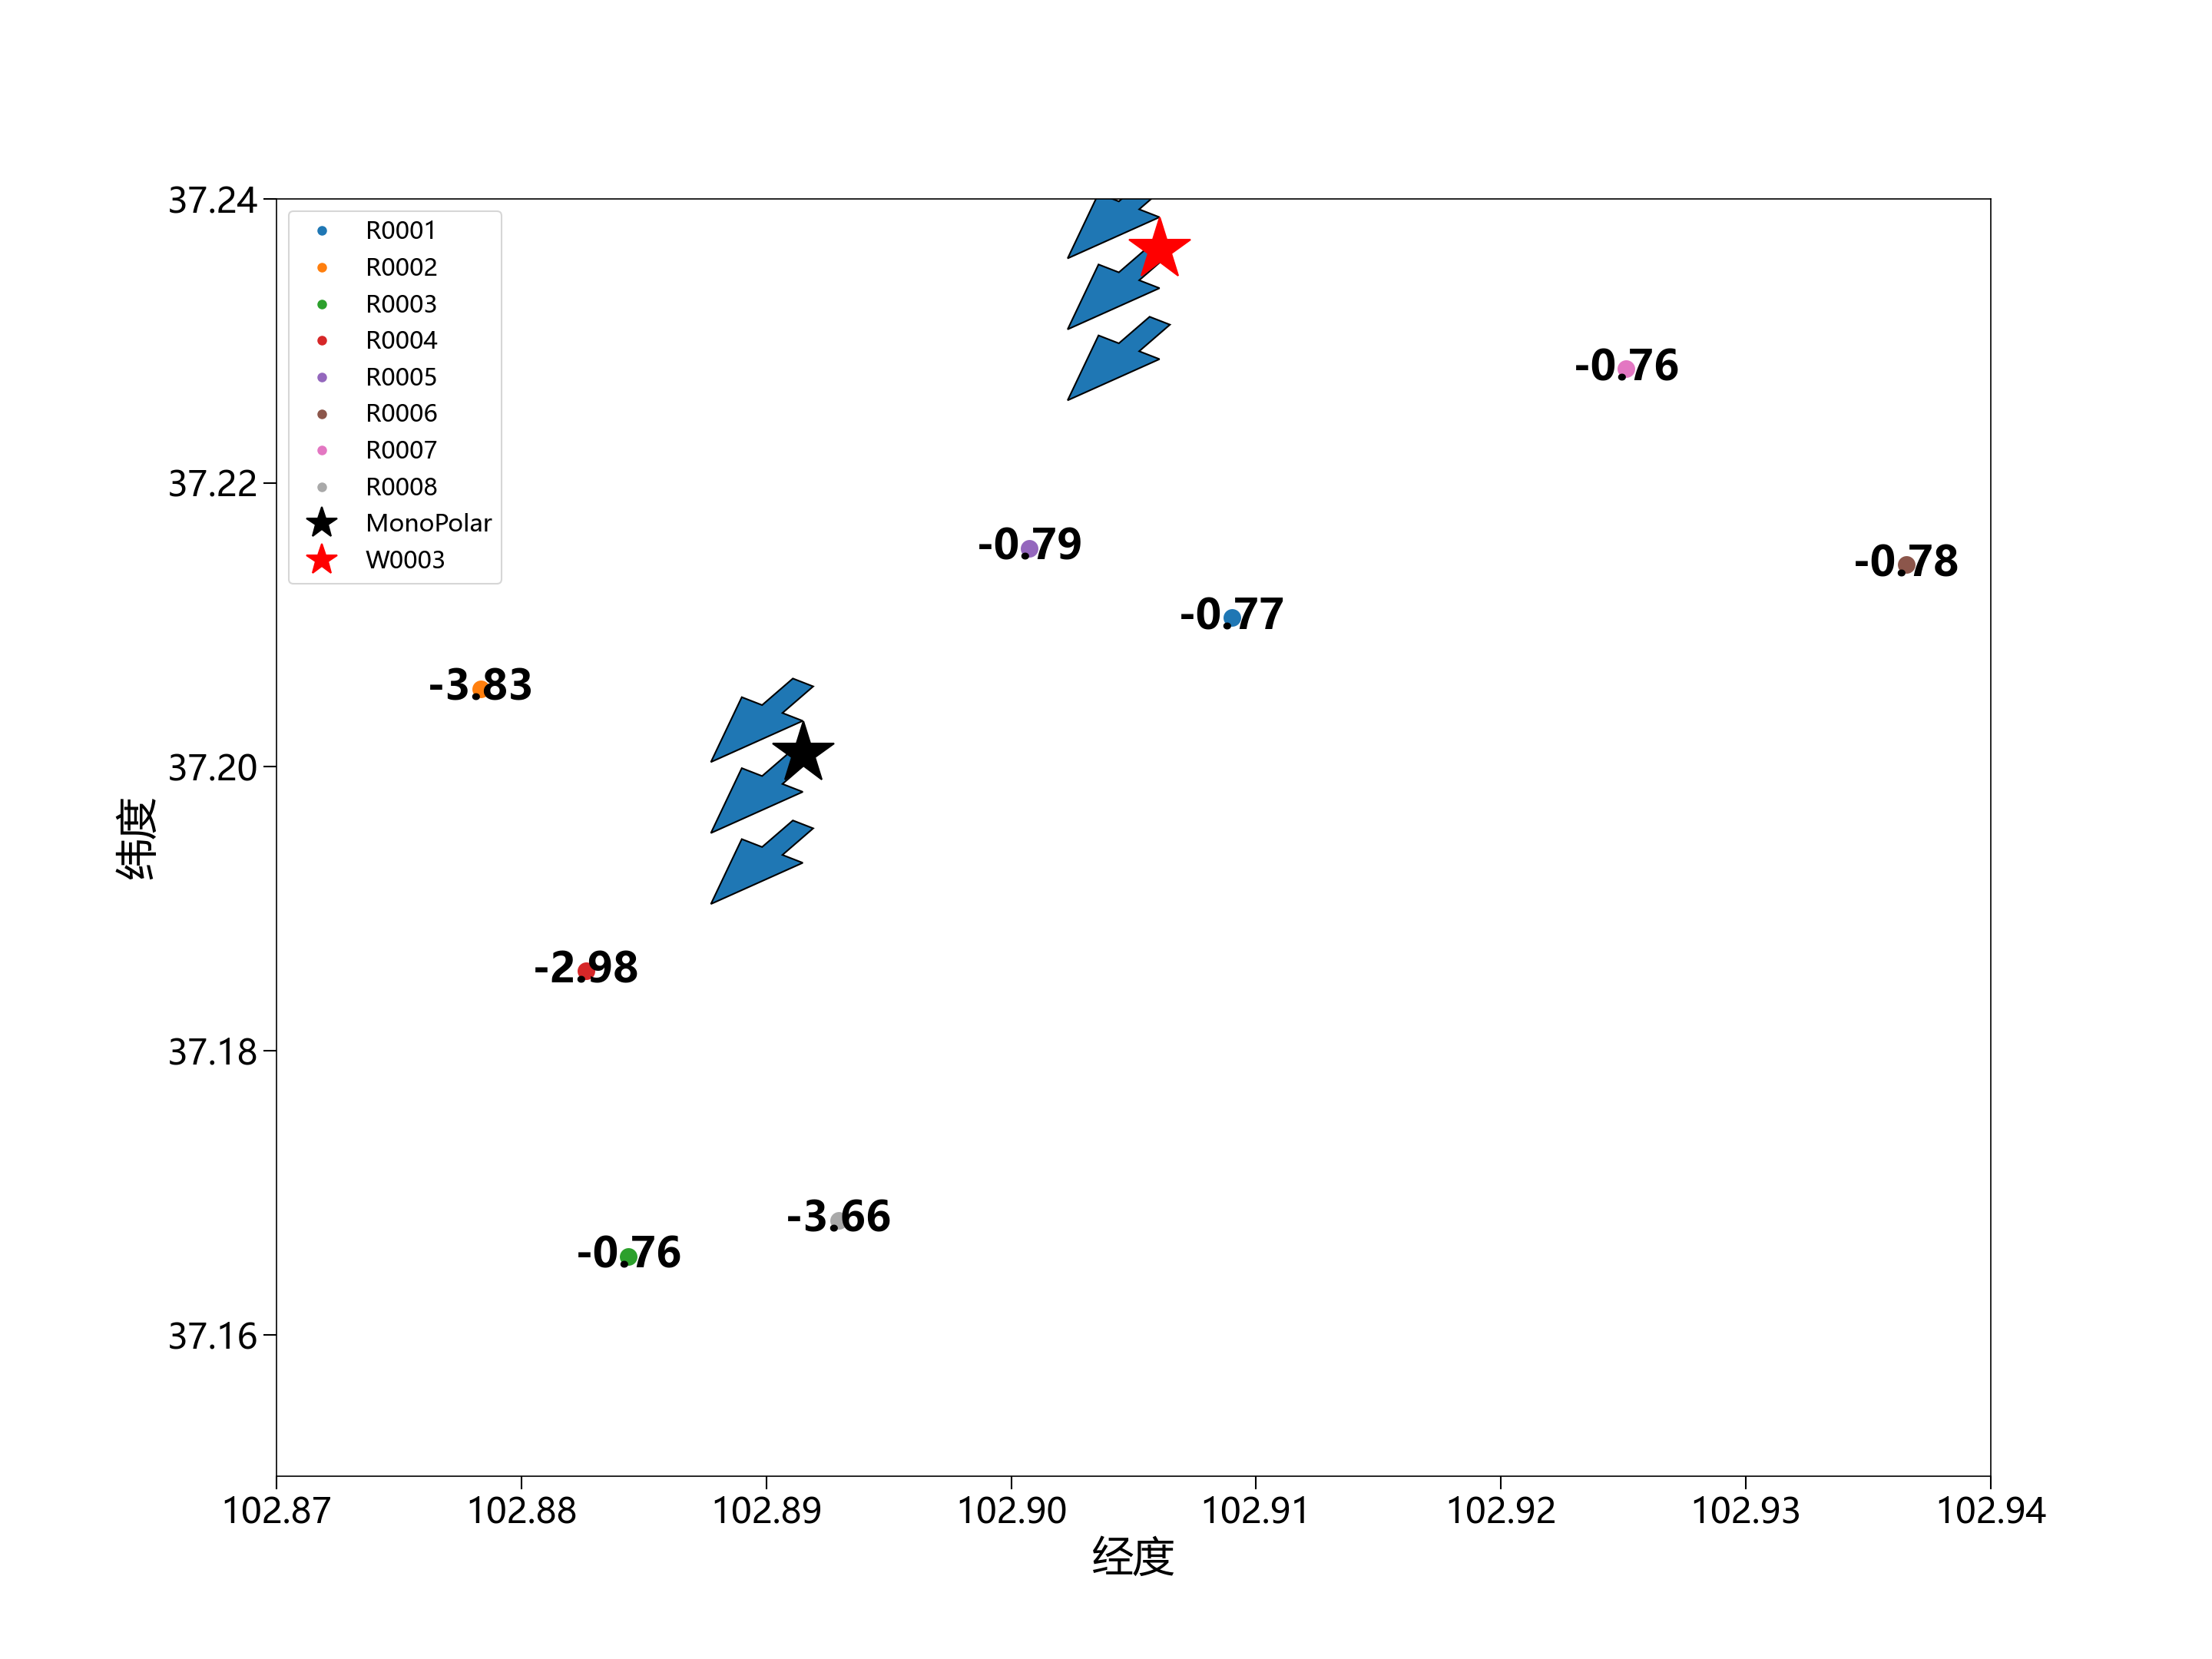 37.24
37.22
37.20
37.18
37.16
纬度
R0001
R0002
R0003
R0004
R0005
R0006
R0007
R0008
MonoPolar
W0003
-0.76
-0.79
-0.78
-0.77
-3.83
-2.98
-3.66
-0.76
102.87 102.88 102.89 102.90 102.91 102.92 102.93 102.94
经度